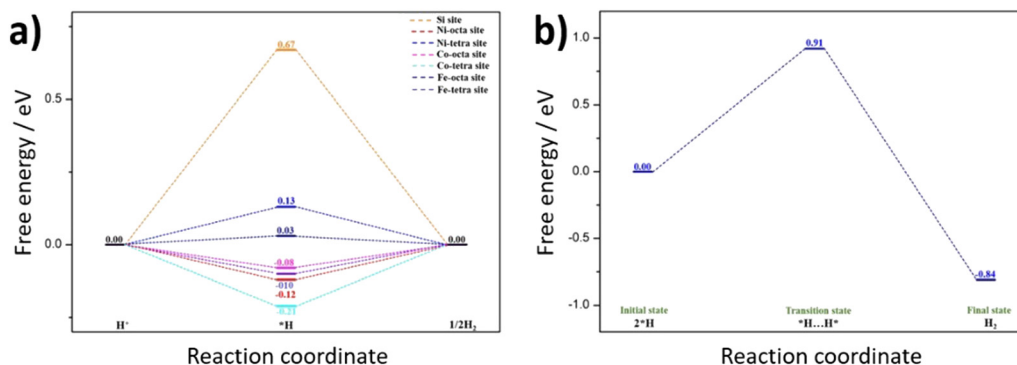 a)
Si site
Ni-octa site
Ni-tetra site
Co-octa site
Co-tetra site
Fe-octa site
Fe-tetra site
Free energy / eV
0.5
0.0
0.67
0.13
0.03
0.00
0.00
-0.08
-010
-0.12
-0.21
H⁺
*H
1/2H₂
Reaction coordinate
b)
Free energy / eV
1.0
0.5
0.0
-0.5
-1.0
0.91
0.00
-0.84
Initial state
Transition state
Final state
2*H
*H...H*
H₂
Reaction coordinate